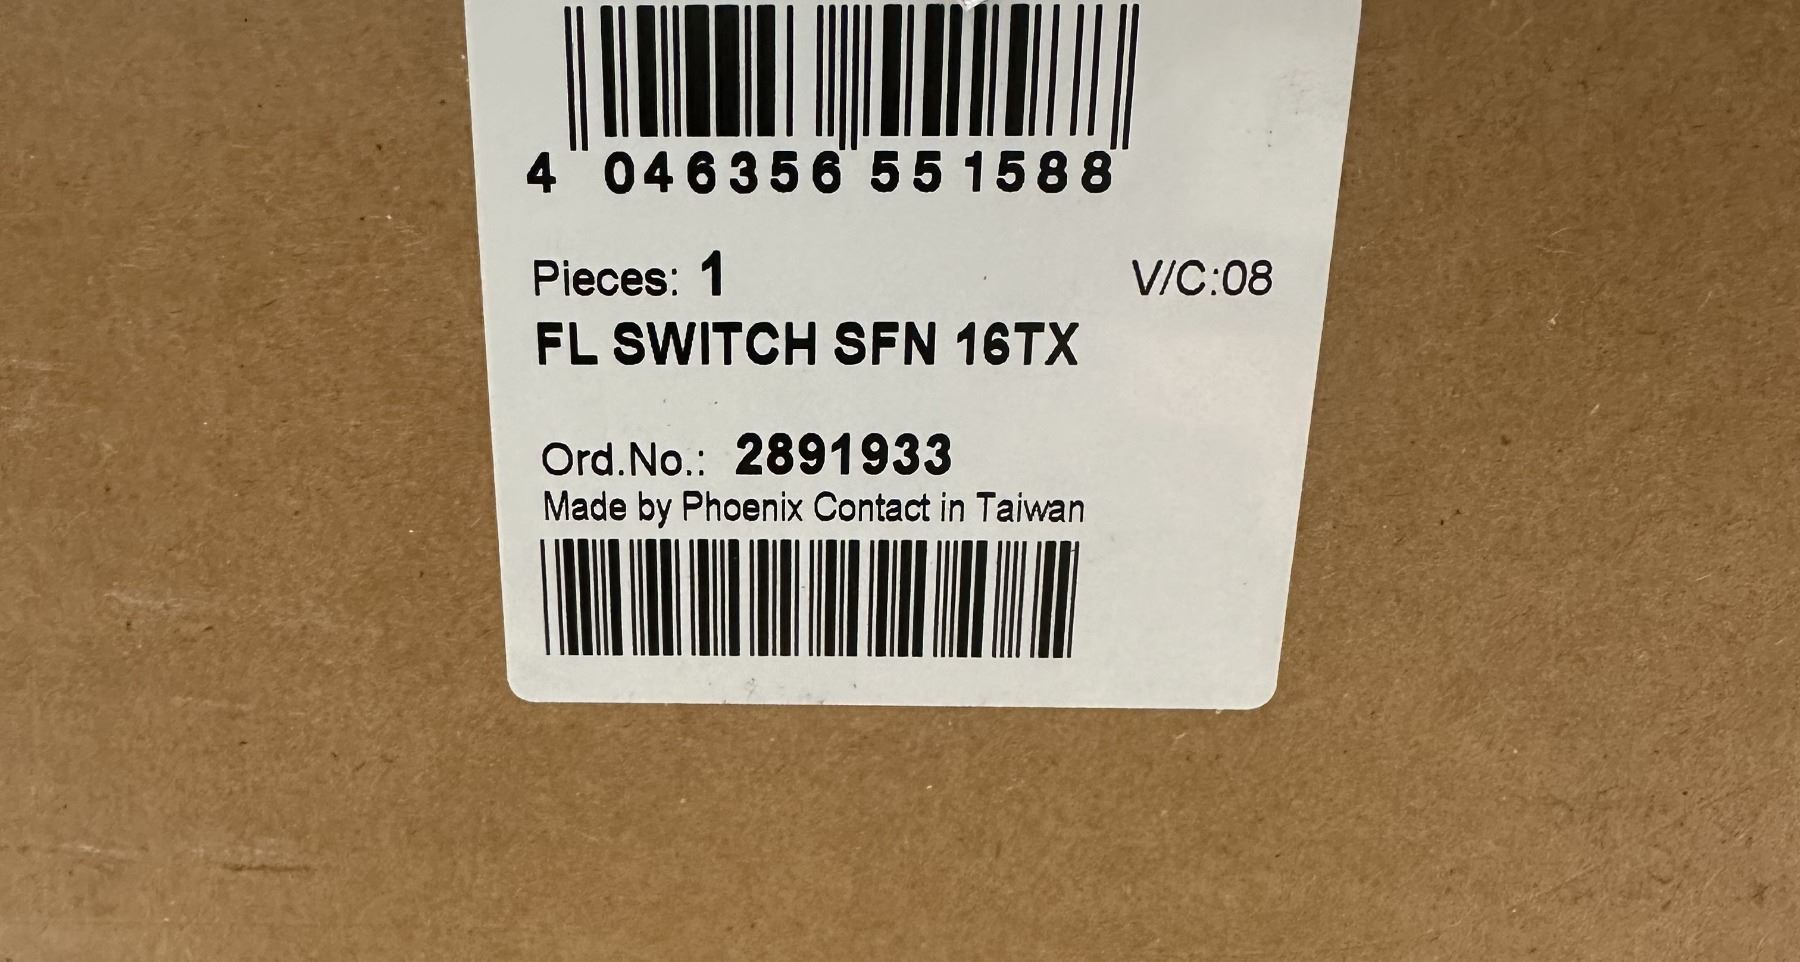 4 046356 551588
Pieces: 1 V/C:08
FL SWITCH SFN 16TX
Ord.No.: 2891933
Made by Phoenix Contact in Taiwan